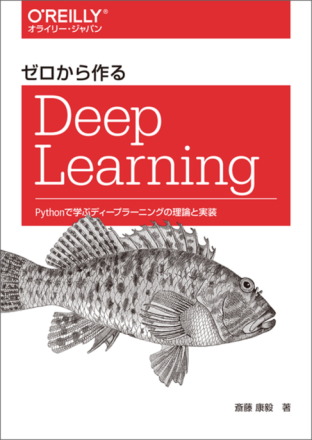 O'REILLY®
オライリー・ジャパン
ゼロから作る
Deep
Learning
Pythonで学ぶディープラーニングの理論と実装
斎藤 康毅 著